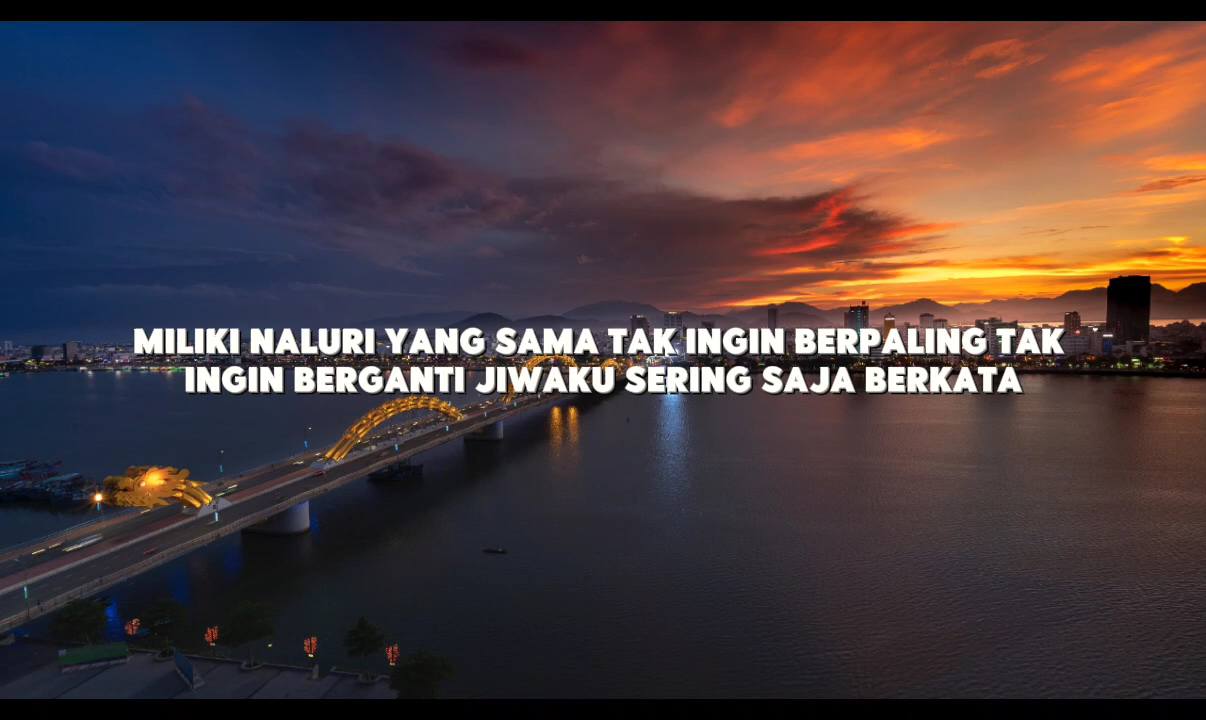 MILIKI NALURI YANG SAMA TAK INGIN BERPALING TAK
INGIN BERGANTI JIWAKU SERING SAJA BERKATA